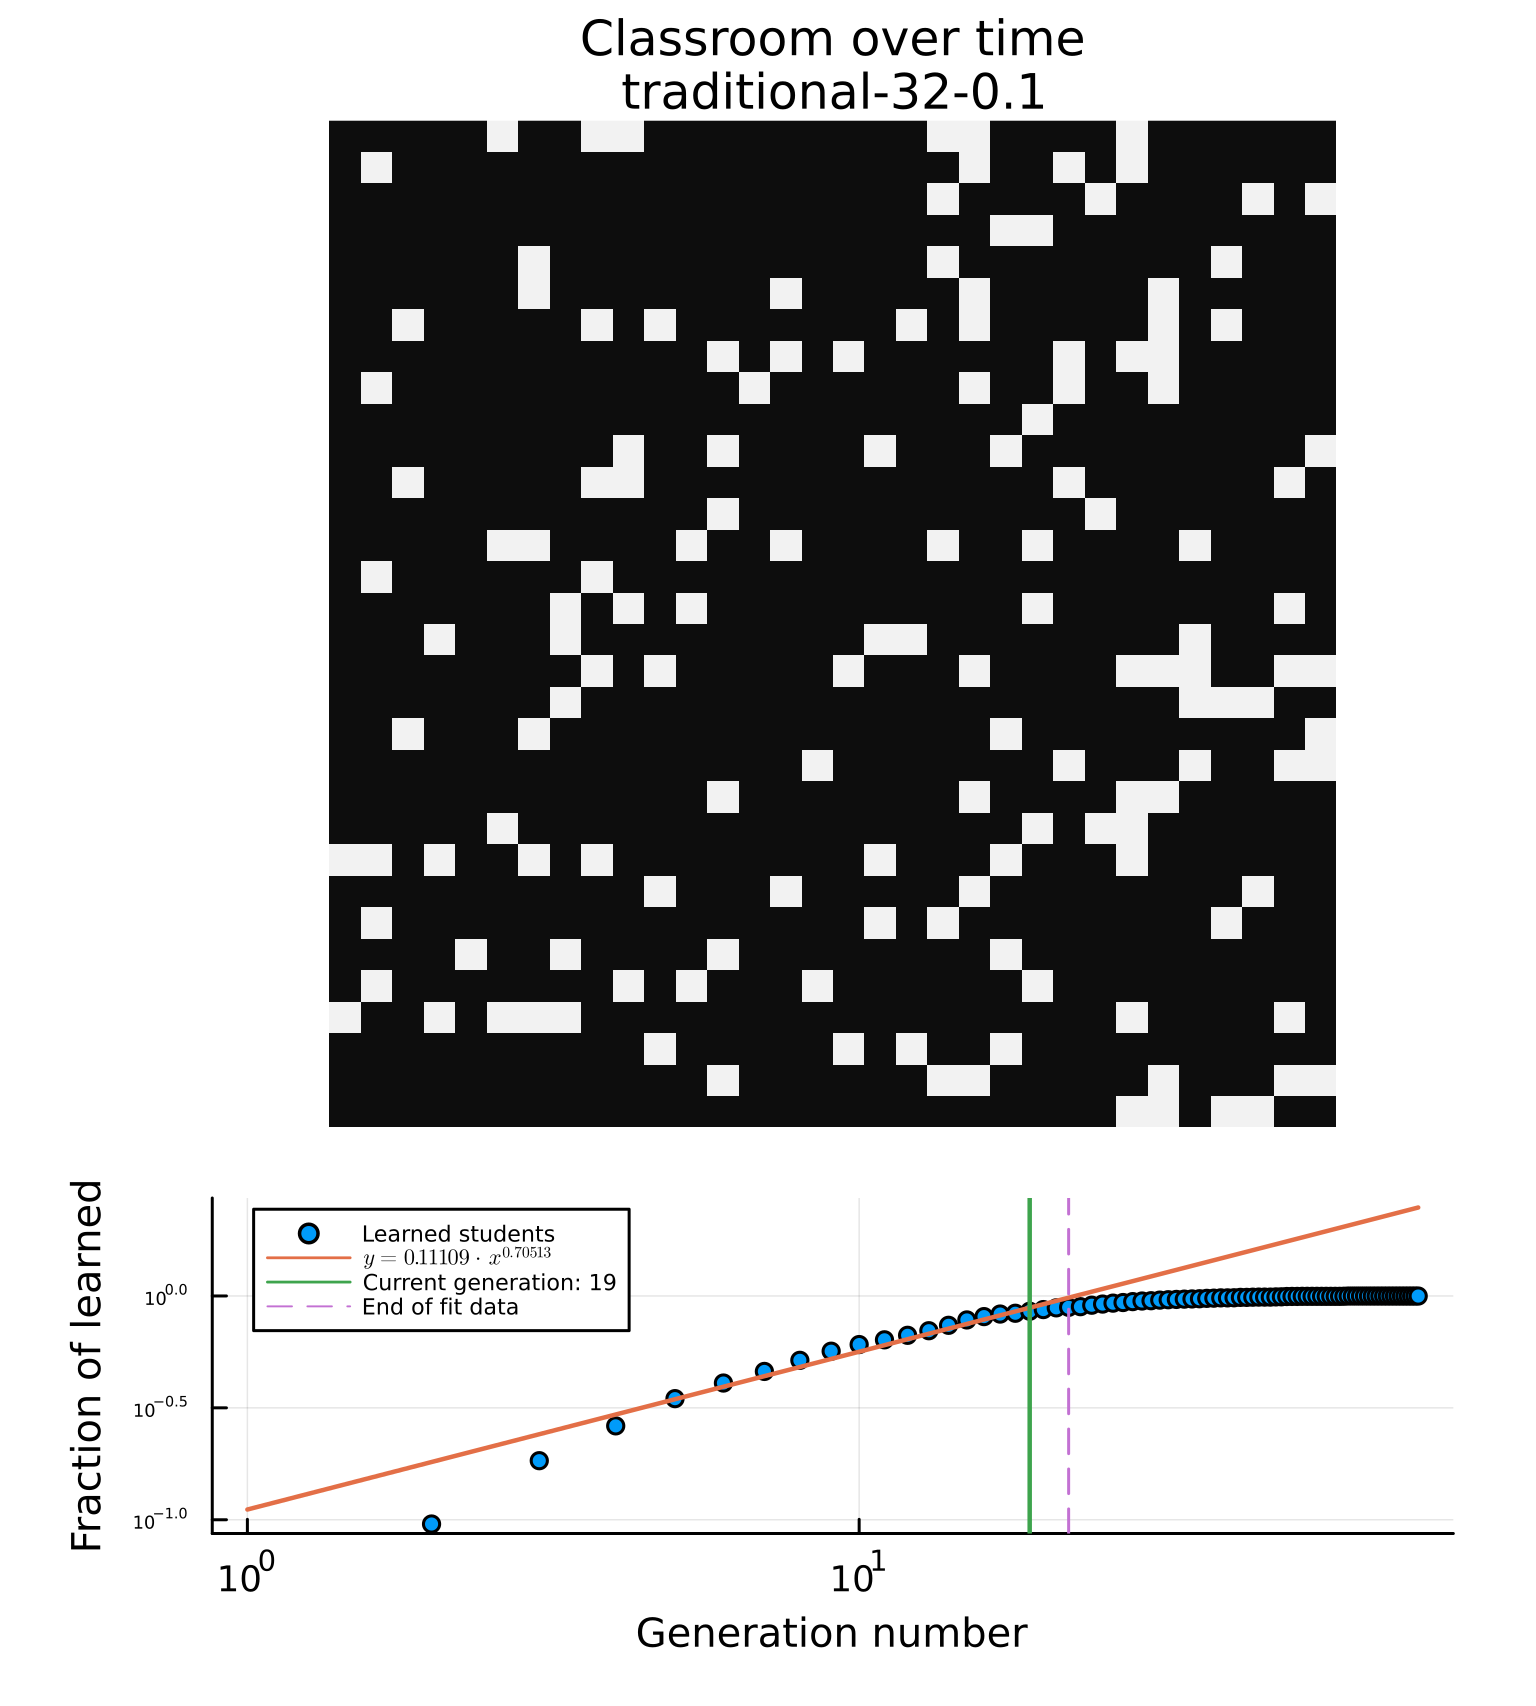 Classroom over time
traditional-32-0.1
Fraction of learned
Learned students
y = 0.11109 · x^0.70513
Current generation: 19
End of fit data
10^0.0
10^−0.5
10^−1.0
10^0
10^1
Generation number